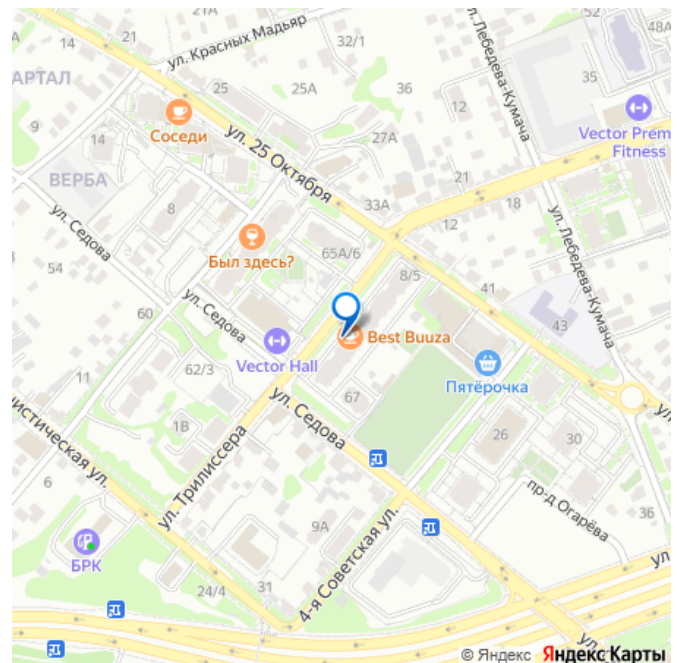 14
21А
32/1
52
48А
ул. Красных Мадьяр
ул. Лебедева-Кумача
АРТАЛ
25
25А
36
35
9
14
Соседи
ул. 25 Октября
27А
12
Vector Prem
Fitness
ВЕРБА
8
33А
12
18
ул. Седова
Был здесь?
65А/6
ул. Лебедева-Кумача
54
8/5
41
60
ул. Седова
43
Best Buuza
Vector Hall
Пятёрочка
11
62/3
67
ул. Седова
1В
26
30
нистическая ул.
ул. Трилиссера
6
пр-д Огарёва
36
9А
БРК
4-я Советская ул.
24/4
31
ул
ул.
© Яндекс Яндекс Карты